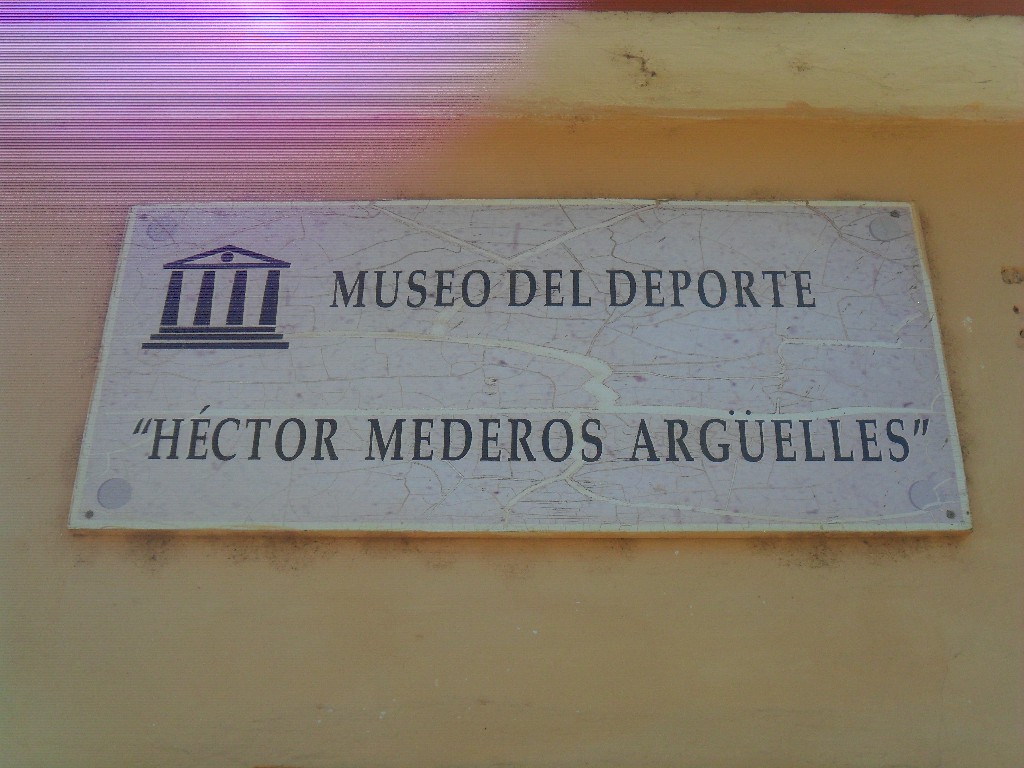 MUSEO DEL DEPORTE
“HÉCTOR MEDEROS ARGÜELLES”